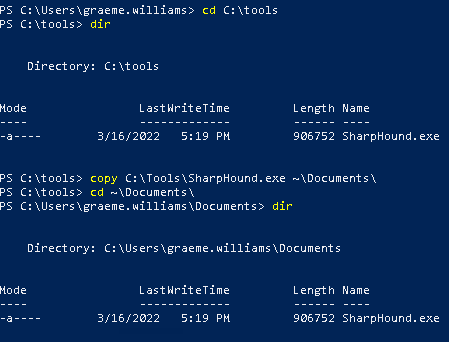 PS C:\Users\graeme.williams> cd C:\tools
PS C:\tools> dir
Directory: C:\tools
Mode LastWriteTime Length Name
---- ------------- ------ ----
-a---- 3/16/2022 5:19 PM 906752 SharpHound.exe
PS C:\tools> copy C:\Tools\SharpHound.exe ~\Documents\
PS C:\tools> cd ~\Documents\
PS C:\Users\graeme.williams\Documents> dir
Directory: C:\Users\graeme.williams\Documents
Mode LastWriteTime Length Name
---- ------------- ------ ----
-a---- 3/16/2022 5:19 PM 906752 SharpHound.exe